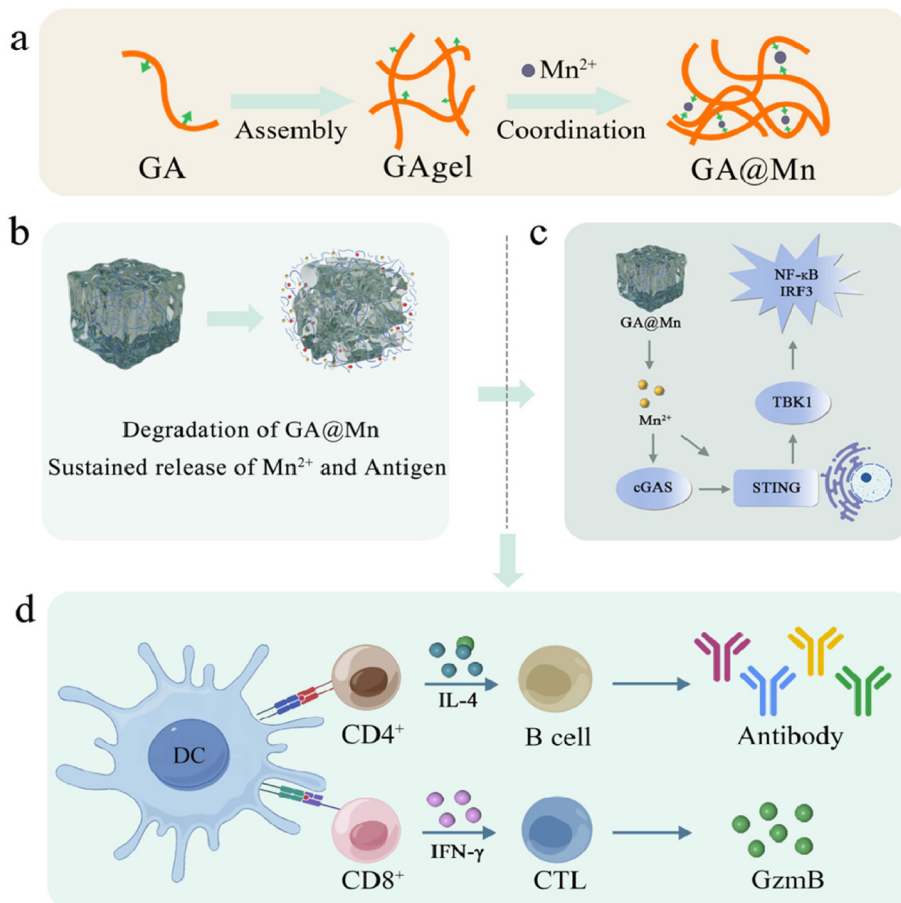 a
GA
Assembly
GAgel
Mn²⁺
Coordination
GA@Mn
b
Degradation of GA@Mn
Sustained release of Mn²⁺ and Antigen
c
GA@Mn
Mn²⁺
cGAS
STING
TBK1
NF-κB
IRF3
d
DC
CD4⁺
IL-4
B cell
Antibody
CD8⁺
IFN-γ
CTL
GzmB